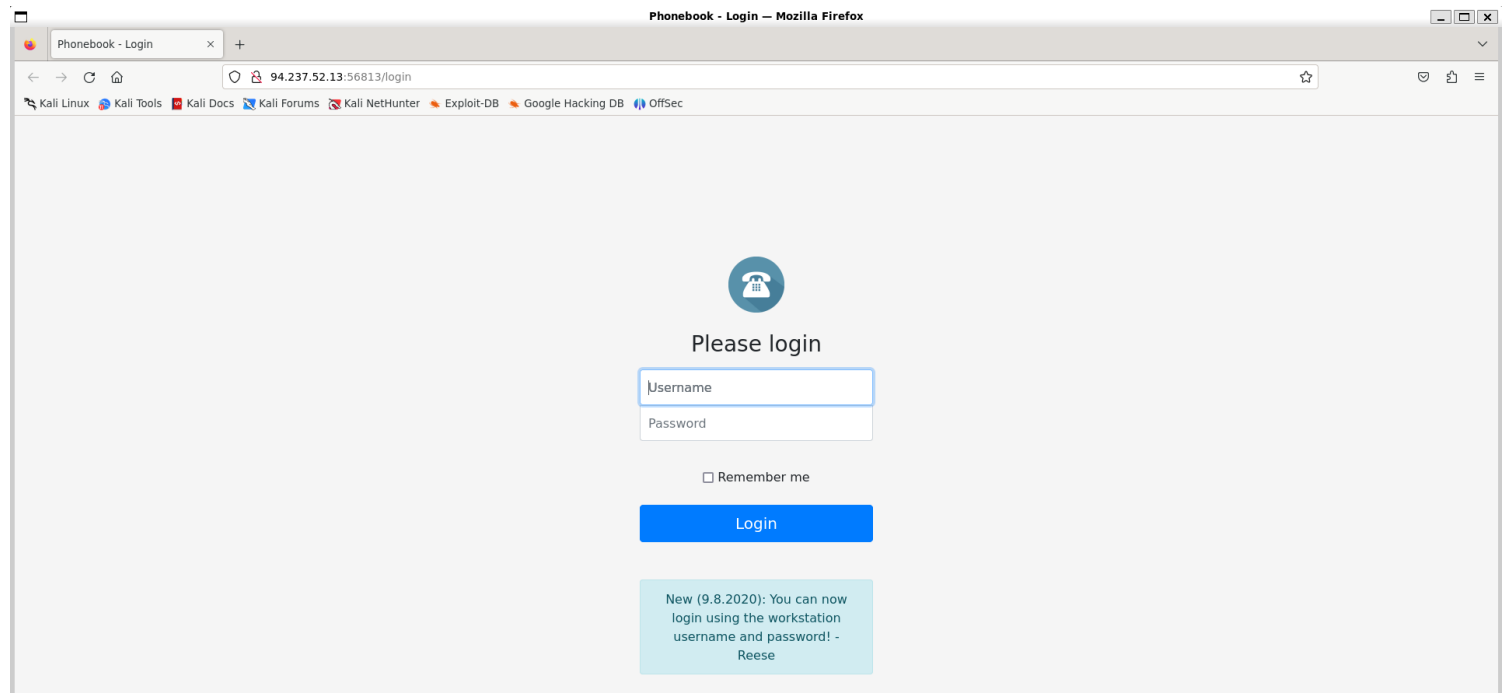 Phonebook - Login — Mozilla Firefox
Phonebook - Login
94.237.52.13:56813/login
Kali Linux Kali Tools Kali Docs Kali Forums Kali NetHunter Exploit-DB Google Hacking DB OffSec
Please login
Username
Password
Remember me
Login
New (9.8.2020): You can now
login using the workstation
username and password! -
Reese